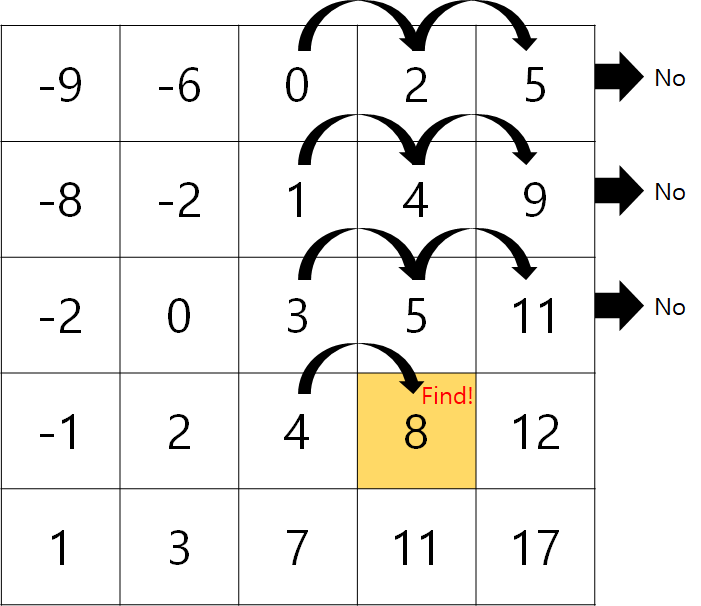 -9 -6 0 2 5 No
-8 -2 1 4 9 No
-2 0 3 5 11 No
Find!
-1 2 4 8 12
1 3 7 11 17